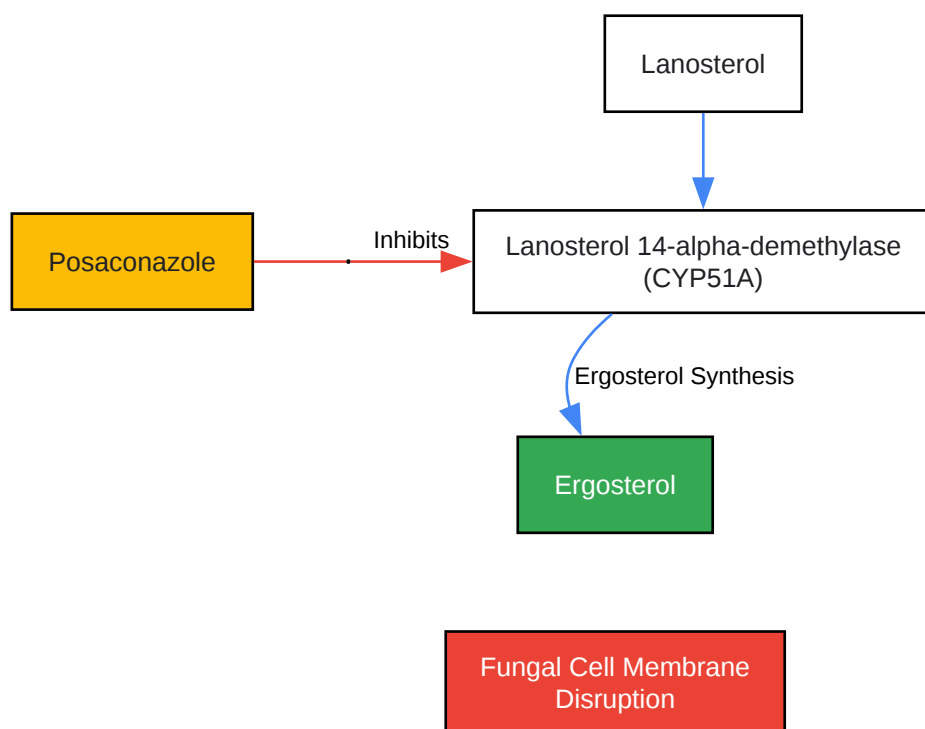 Lanosterol
Inhibits
Posaconazole
Lanosterol 14-alpha-demethylase
(CYP51A)
Ergosterol Synthesis
Ergosterol
Fungal Cell Membrane
Disruption